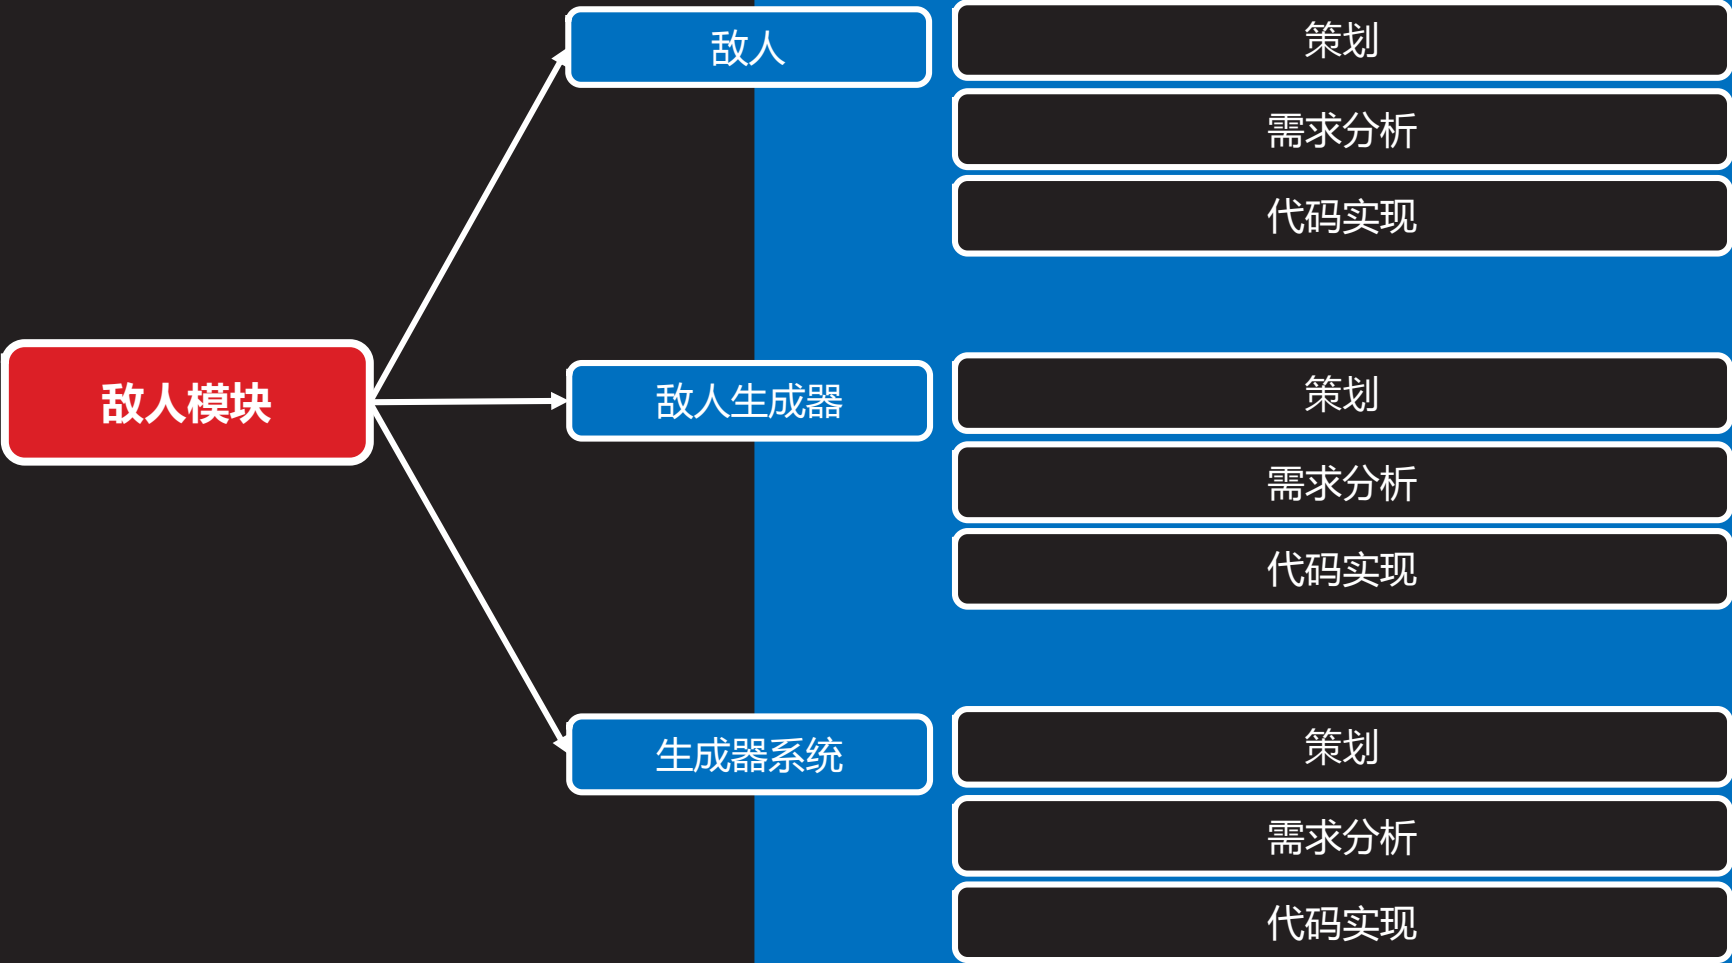 敌人模块
敌人
策划
需求分析
代码实现
敌人生成器
策划
需求分析
代码实现
生成器系统
策划
需求分析
代码实现